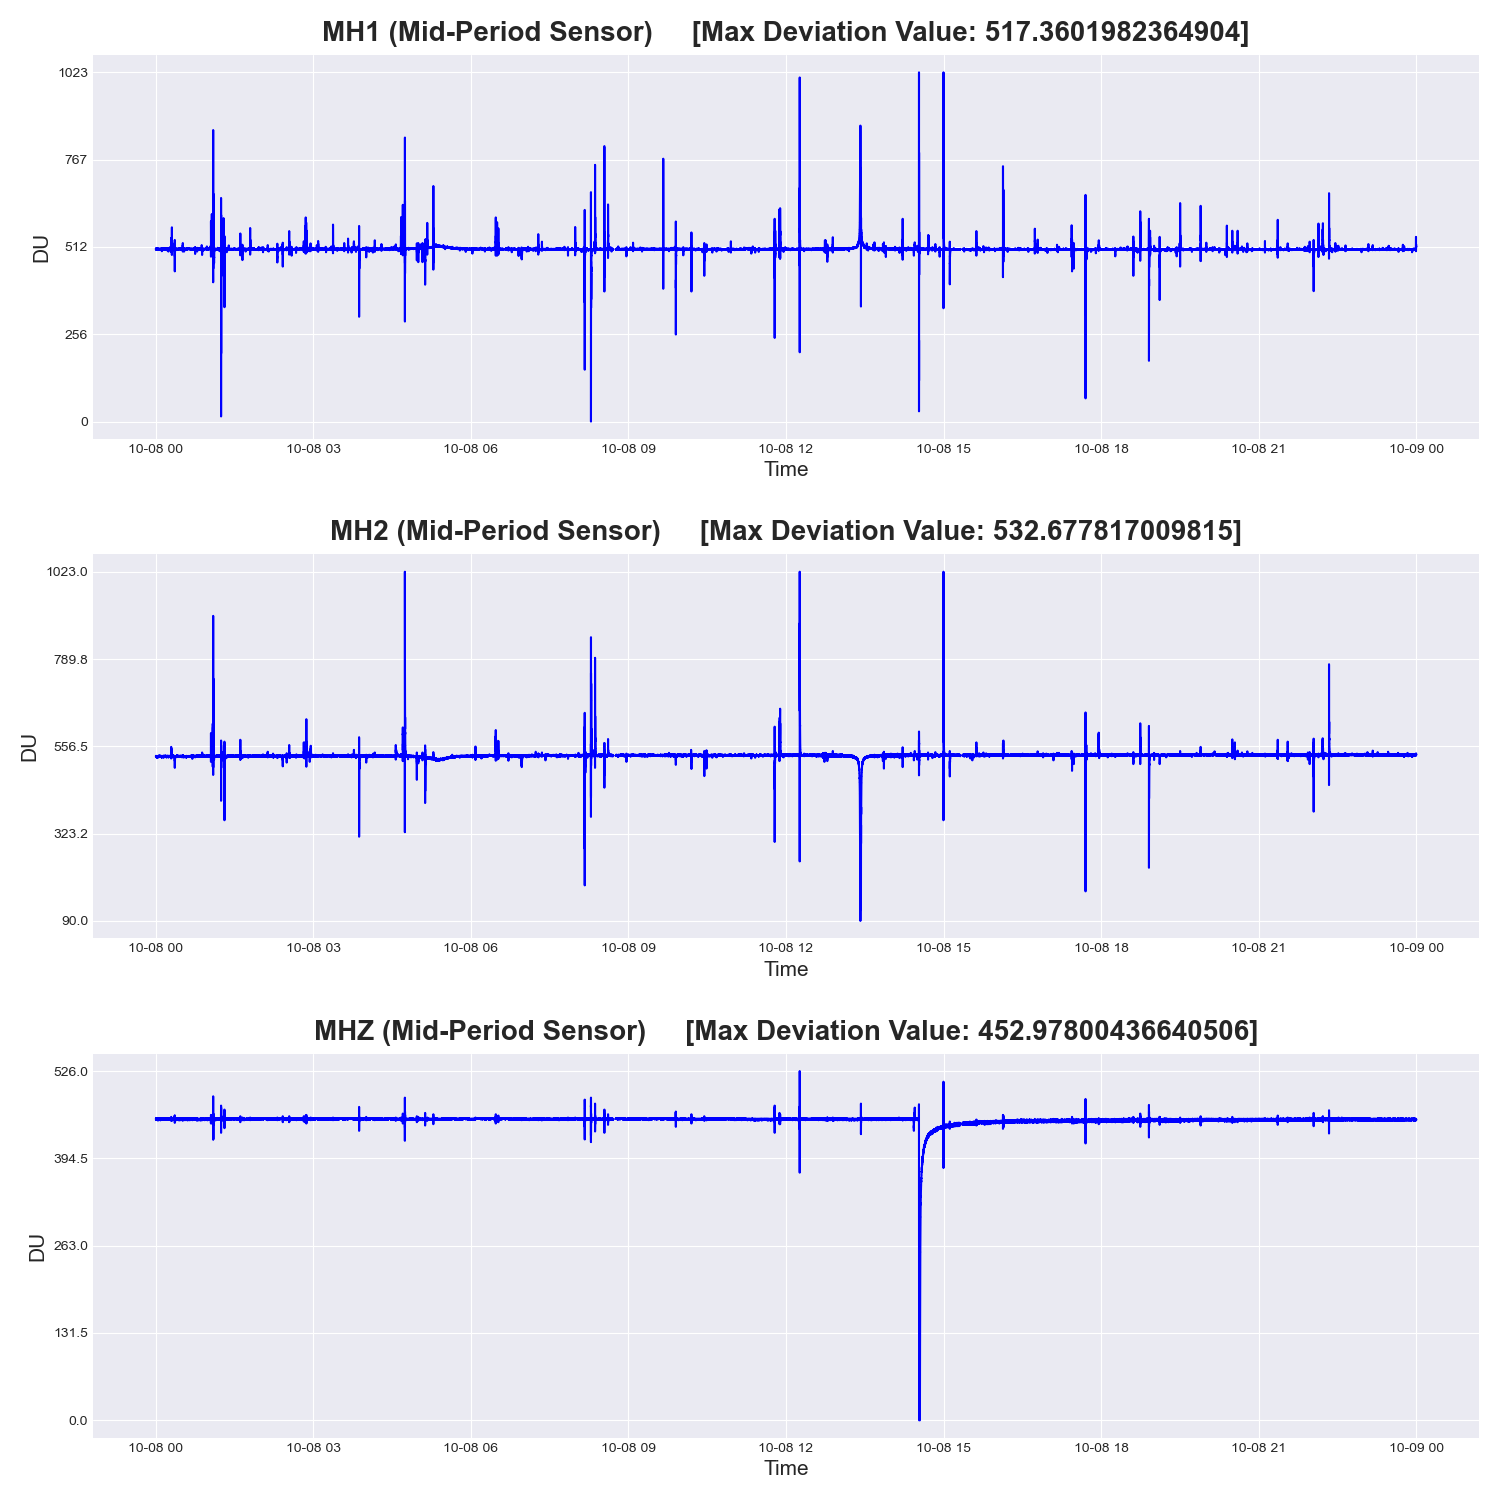 MH1 (Mid-Period Sensor) [Max Deviation Value: 517.3601982364904]
1023
767
512
256
0
DU
10-08 00 10-08 03 10-08 06 10-08 09 10-08 12 10-08 15 10-08 18 10-08 21 10-09 00
Time
MH2 (Mid-Period Sensor) [Max Deviation Value: 532.677817009815]
1023.0
789.8
556.5
323.2
90.0
DU
10-08 00 10-08 03 10-08 06 10-08 09 10-08 12 10-08 15 10-08 18 10-08 21 10-09 00
Time
MHZ (Mid-Period Sensor) [Max Deviation Value: 452.97800436640506]
526.0
394.5
263.0
131.5
0.0
DU
10-08 00 10-08 03 10-08 06 10-08 09 10-08 12 10-08 15 10-08 18 10-08 21 10-09 00
Time